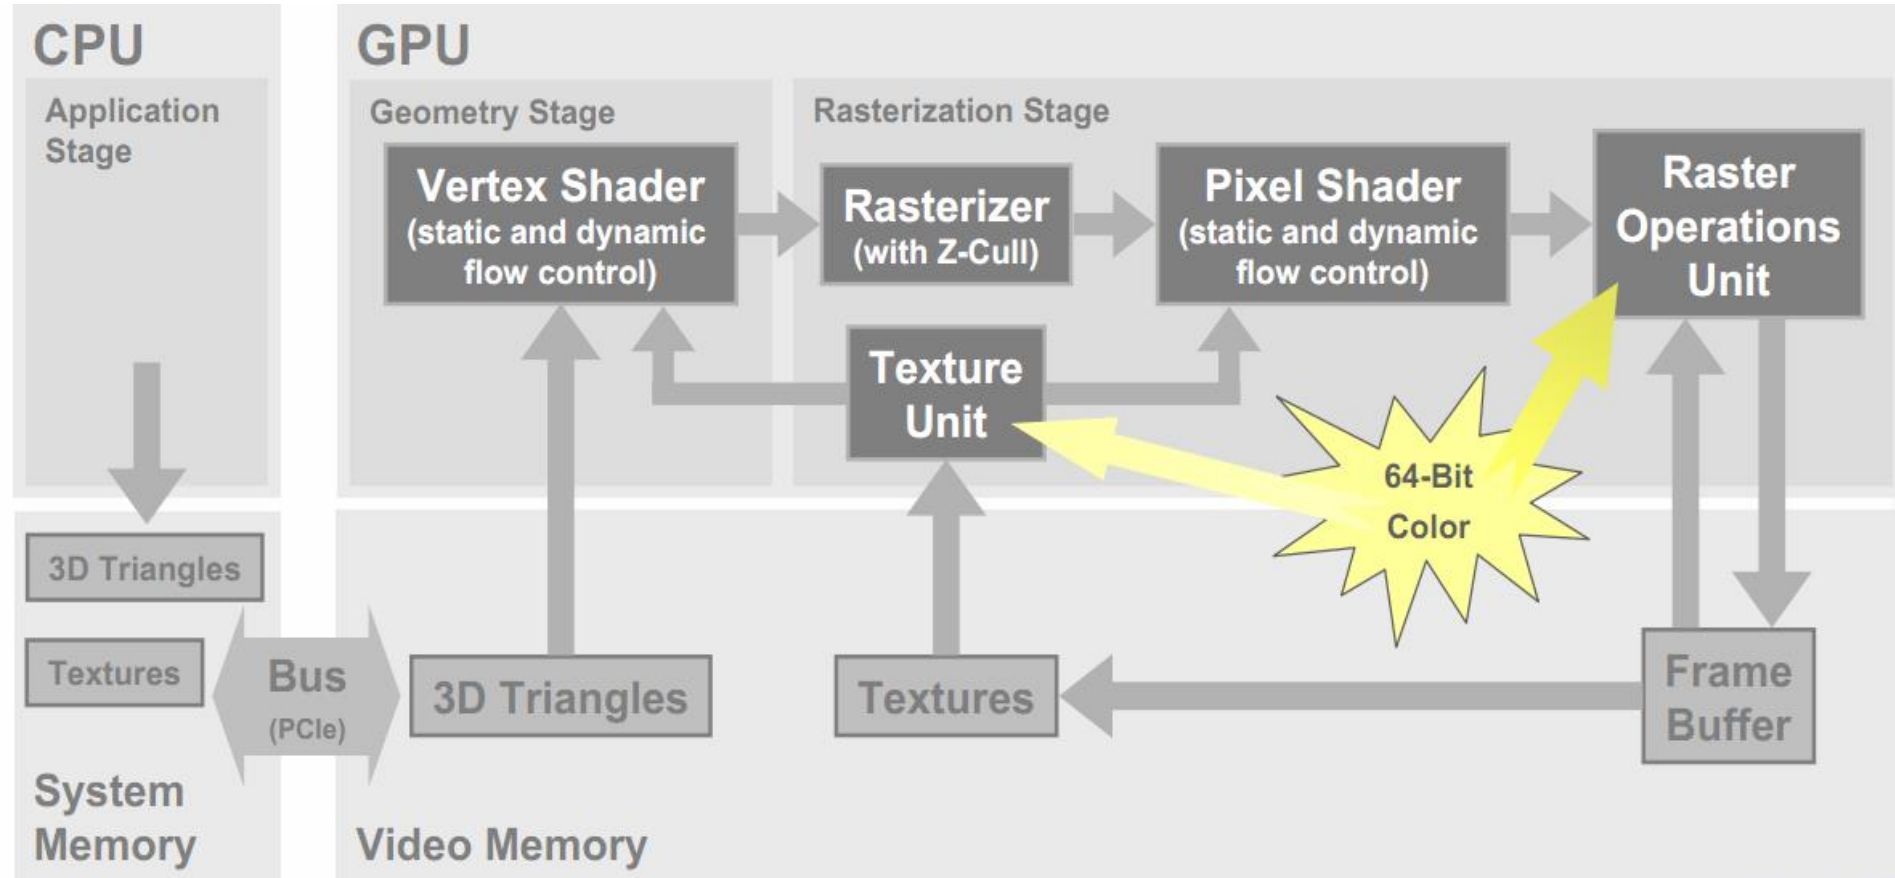 CPU
Application
Stage
GPU
Geometry Stage
Vertex Shader
(static and dynamic
flow control)
Rasterization Stage
Rasterizer
(with Z-Cull)
Pixel Shader
(static and dynamic
flow control)
Raster
Operations
Unit
Texture
Unit
64-Bit
Color
3D Triangles
Textures
Bus
(PCIe)
System
Memory
3D Triangles
Textures
Frame
Buffer
Video Memory